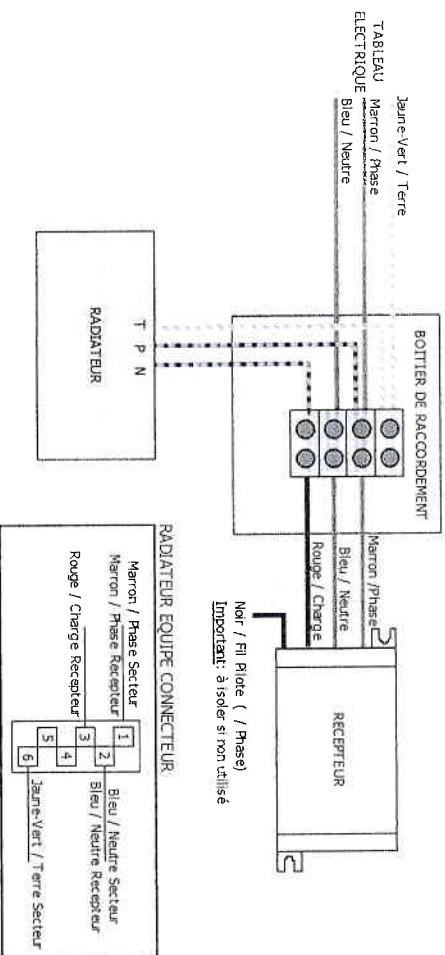 TABLEAU
ELECTRIQUE
Jaune-Vert / Terre
Marron / Phase
Bleu / Neutre
BOITIER DE RACCORDEMENT
Marron /Phase
Bleu / Neutre
Rouge / Charge
RECEPTEUR
Noir / Fil Pilote ( / Phase)
Important: à isoler si non utilisé
T P N
RADIATEUR
RADIATEUR EQUIPE CONNECTEUR
Marron / Phase Secteur
Marron / Phase Recepteur
Rouge / Charge Recepteur
1
2
3
4
5
6
Bleu / Neutre Secteur
Bleu / Neutre Recepteur
Jaune-Vert / Terre Secteur